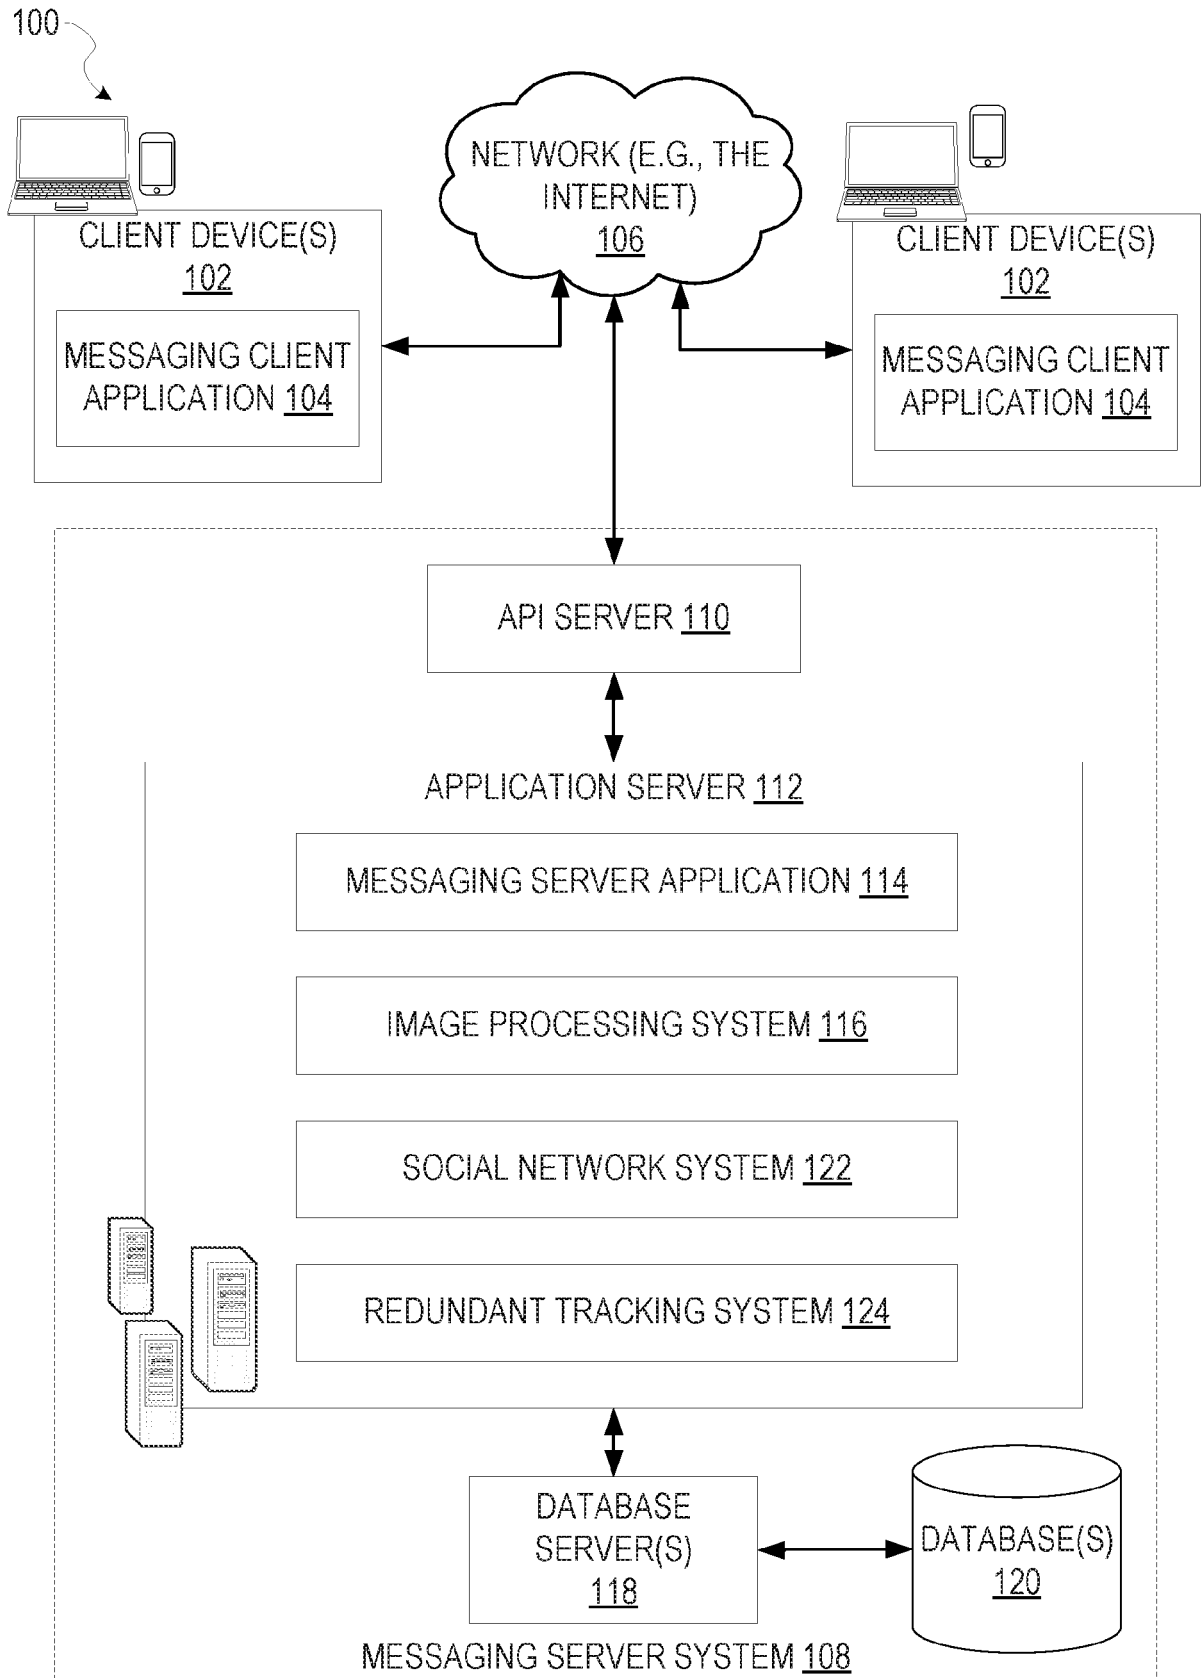 100
NETWORK (E.G., THE
INTERNET)
106
CLIENT DEVICE(S)
102
MESSAGING CLIENT
APPLICATION 104
CLIENT DEVICE(S)
102
MESSAGING CLIENT
APPLICATION 104
API SERVER 110
APPLICATION SERVER 112
MESSAGING SERVER APPLICATION 114
IMAGE PROCESSING SYSTEM 116
SOCIAL NETWORK SYSTEM 122
REDUNDANT TRACKING SYSTEM 124
DATABASE
SERVER(S)
118
DATABASE(S)
120
MESSAGING SERVER SYSTEM 108